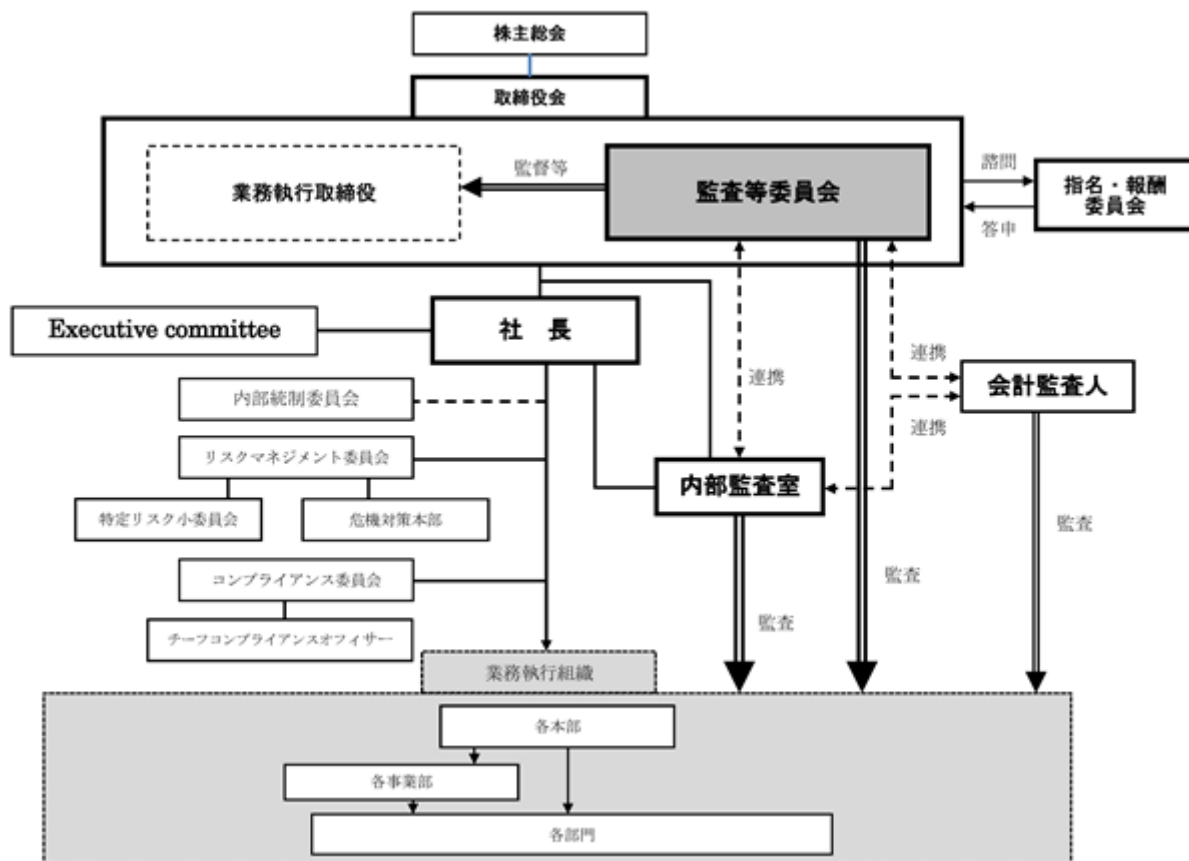 株主総会
取締役会
業務執行取締役
監督等
監査等委員会
諮問
答申
指名・報酬
委員会
Executive committee
社　長
連携
連携
連携
会計監査人
内部統制委員会
リスクマネジメント委員会
特定リスク小委員会
危機対策本部
内部監査室
コンプライアンス委員会
チーフコンプライアンスオフィサー
監査
監査
監査
業務執行組織
各本部
各事業部
各部門